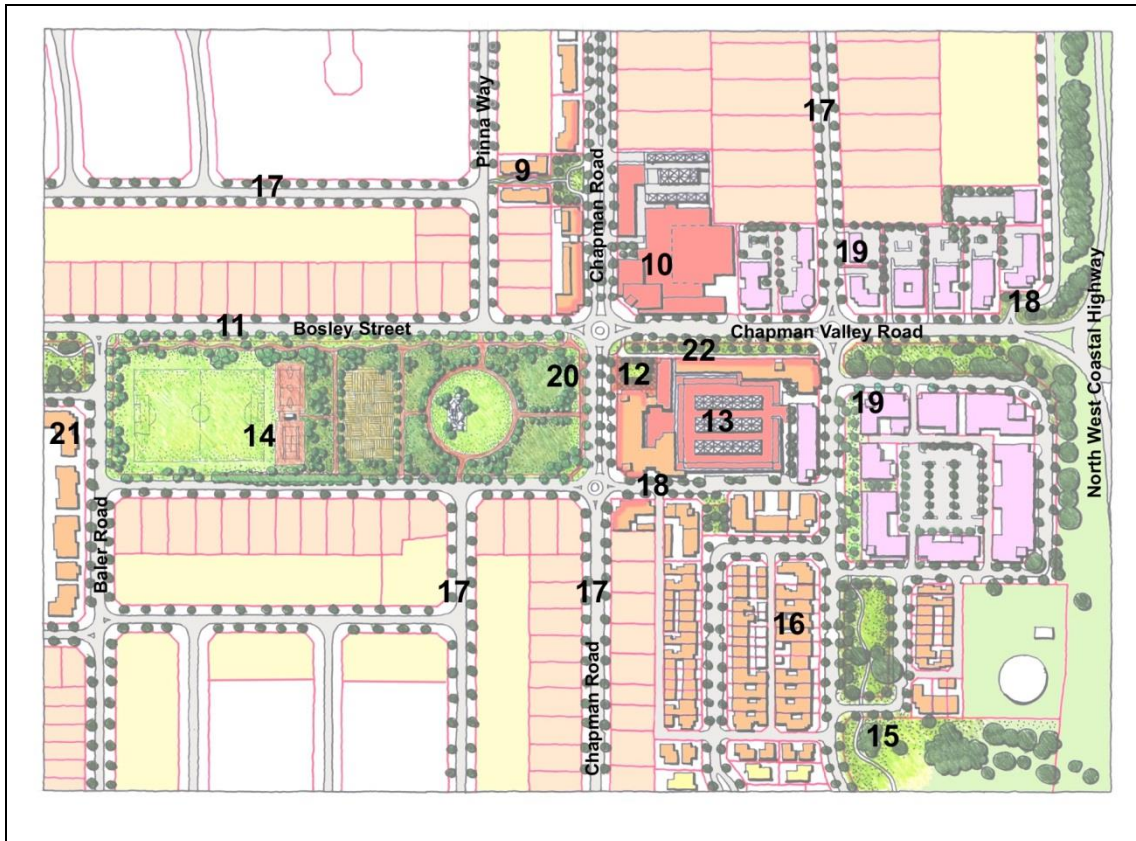 Pinna Way
17
9
Chapman Road
17
10
19
18
North West Coastal Highway
11
Bosley Street
Chapman Valley Road
22
20
12
13
19
21
14
18
Baler Road
17
17
16
Chapman Road
15